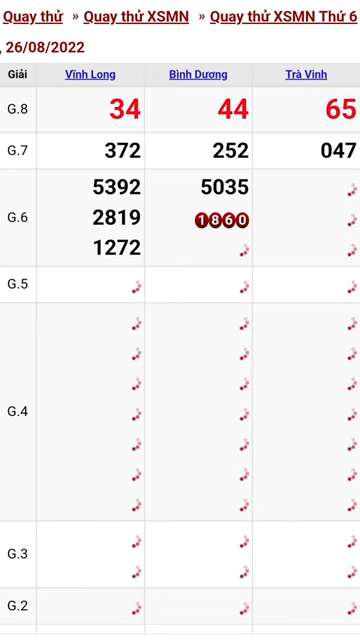 Quay thử » Quay thử XSMN » Quay thử XSMN Thứ 6
, 26/08/2022
Giải Vĩnh Long Bình Dương Trà Vinh
G.8 34 44 65
G.7 372 252 047
5392 5035
G.6 2819 1860
1272
G.5
G.4
G.3
G.2